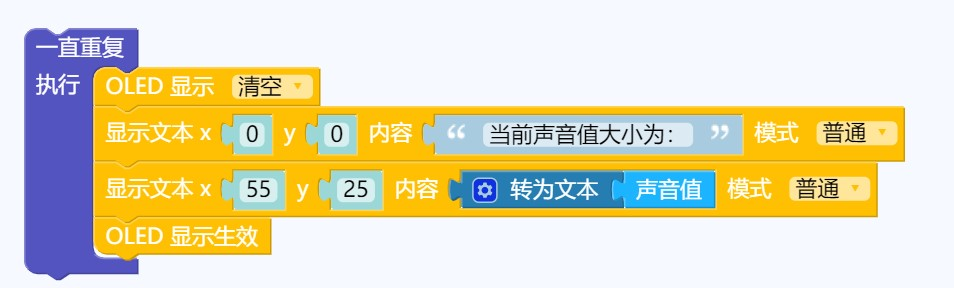 一直重复
执行 OLED 显示 清空
显示文本 x 0 y 0 内容 “ 当前声音值大小为： ” 模式 普通
显示文本 x 55 y 25 内容 转为文本 声音值 模式 普通
OLED 显示生效